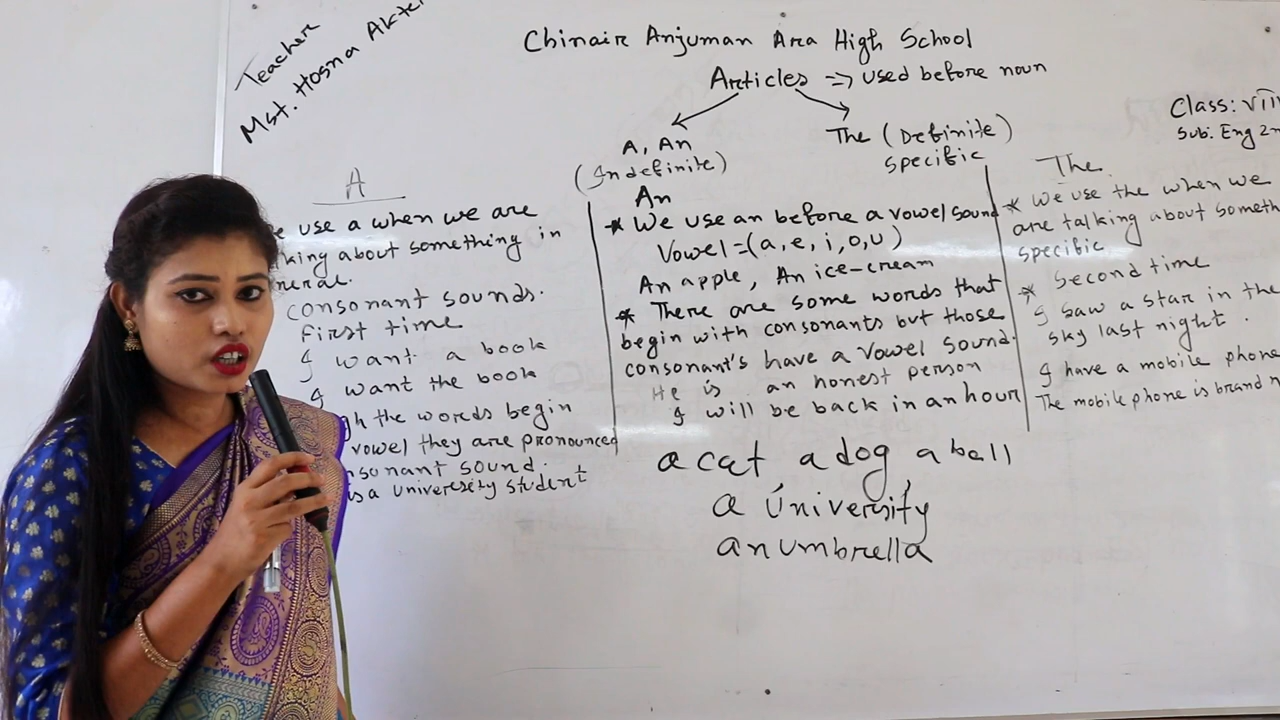 Teacher
Mst. Hosna Akter
Chinair Anjuman Ara High School
Articles => used before noun
A, An
(Indefinite)
The (Definite)
specific
Class: VIII
Sub: Eng 2n
A
use a when we are
king about something in
neral.
consonant sounds.
First time
I want a book
I want the book
gh the words begin
vowel they are pronounced
nsonant sound.
is a university student
An
* We use an before a vowel sound
Vowel=(a, e, i, o, u)
An apple, An ice-cream
* There are some words that
begin with consonants but those
consonant's have a vowel sound.
He is an honest person
I will be back in an hour
The
* We use the when we
are talking about someth
specific
* Second time
I saw a star in the
sky last night.
I have a mobile phone
The mobile phone is brand n
a cat a dog a ball
a University
an umbrella